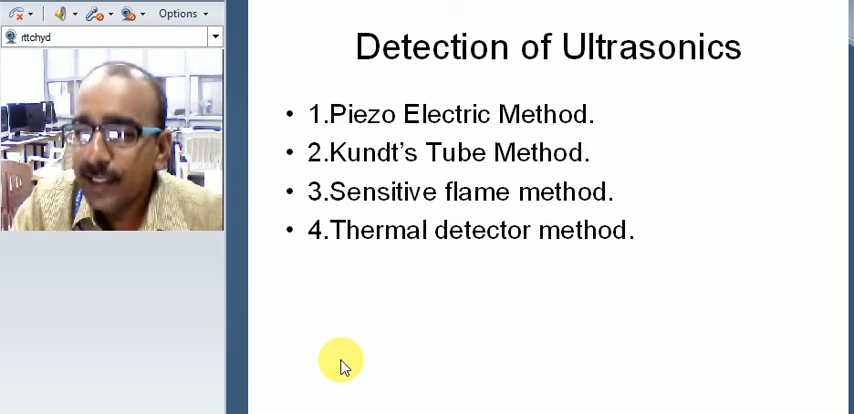 Options
rttchyd
Detection of Ultrasonics
• 1.Piezo Electric Method.
• 2.Kundt's Tube Method.
• 3.Sensitive flame method.
• 4.Thermal detector method.